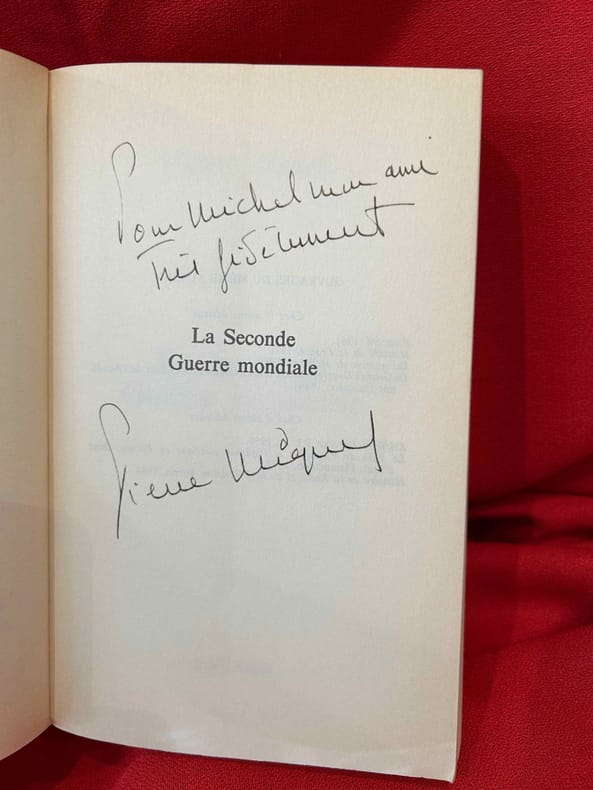 Pour Michel mon ami
Très fidèlement
La Seconde
Guerre mondiale
Pierre Miquel